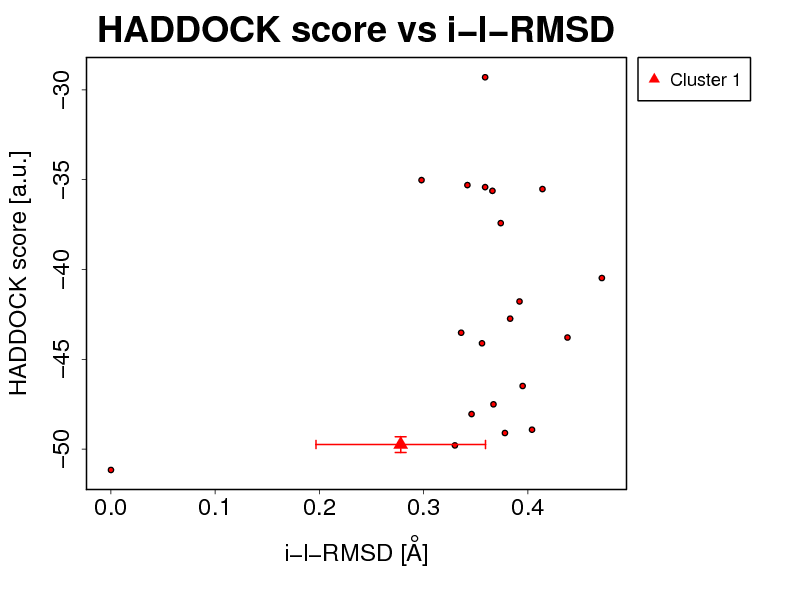 HADDOCK score vs i−l−RMSD
Cluster 1
HADDOCK score [a.u.]
−30
−35
−40
−45
−50
0.0 0.1 0.2 0.3 0.4
i−l−RMSD [Å]